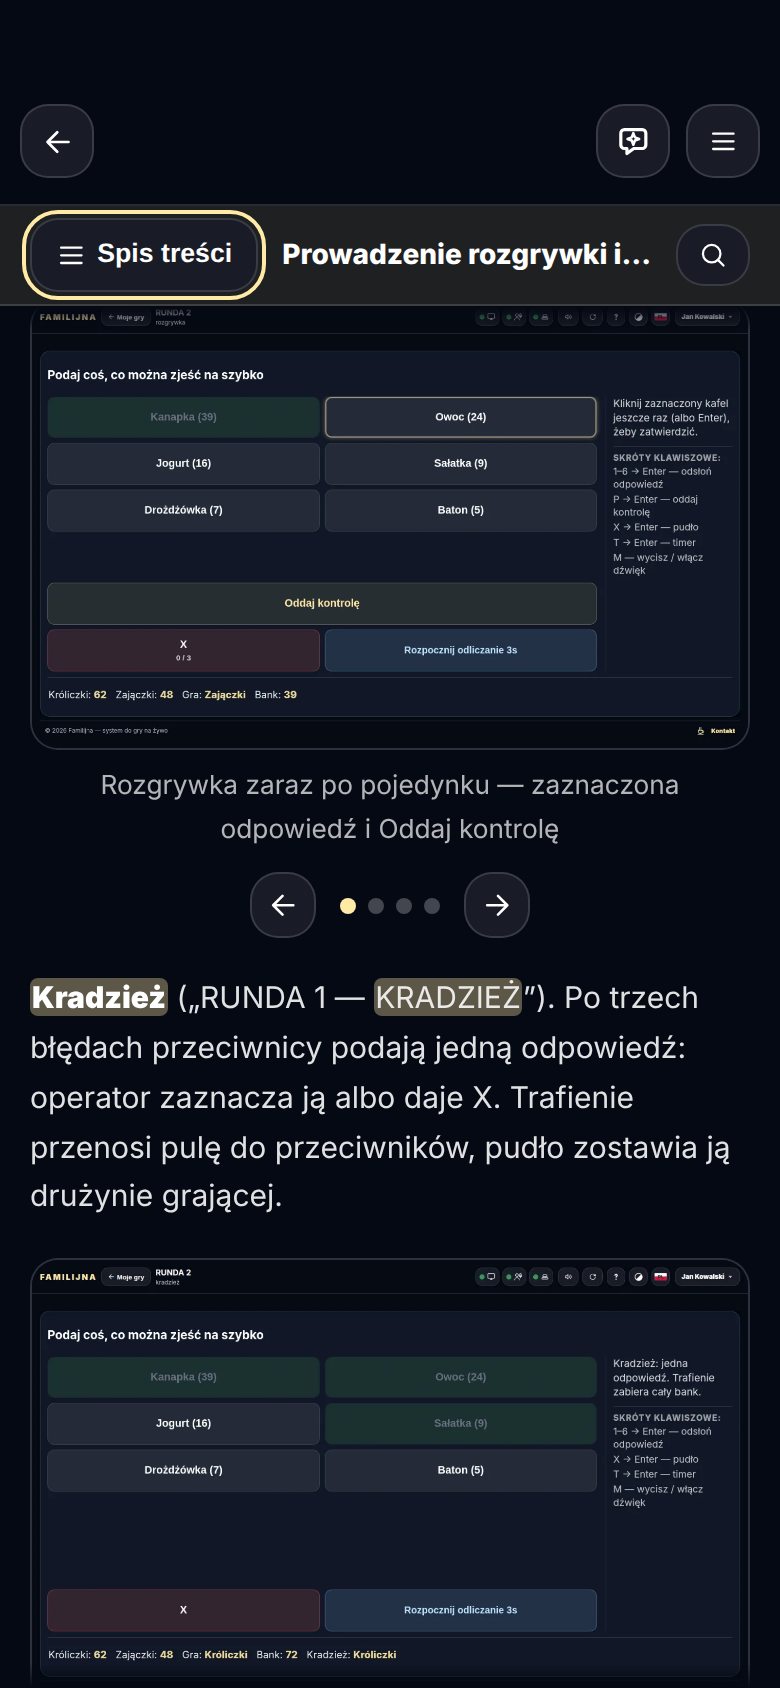 Spis treści
Prowadzenie rozgrywki i...
FAMILIJNA
← Moje gry
RUNDA 2
rozgrywka
Jan Kowalski
Podaj coś, co można zjeść na szybko
Kanapka (39)
Owoc (24)
Jogurt (16)
Sałatka (9)
Drożdżówka (7)
Baton (5)
Oddaj kontrolę
X
0 / 3
Rozpocznij odliczanie 3s
Kliknij zaznaczony kafel
jeszcze raz (albo Enter),
żeby zatwierdzić.
SKRÓTY KLAWISZOWE:
1–6 → Enter — odsłoń
odpowiedź
P → Enter — oddaj
kontrolę
X → Enter — pudło
T → Enter — timer
M — wycisz / włącz
dźwięk
Króliczki: 62 Zajączki: 48 Gra: Zajączki Bank: 39
© 2026 Familijna — system do gry na żywo
Kontakt
Rozgrywka zaraz po pojedynku — zaznaczona
odpowiedź i Oddaj kontrolę
Kradzież („RUNDA 1 — KRADZIEŻ”). Po trzech
błędach przeciwnicy podają jedną odpowiedź:
operator zaznacza ją albo daje X. Trafienie
przenosi pulę do przeciwników, pudło zostawia ją
drużynie grającej.
FAMILIJNA
← Moje gry
RUNDA 2
kradzież
?
Jan Kowalski
Podaj coś, co można zjeść na szybko
Kanapka (39)
Owoc (24)
Jogurt (16)
Sałatka (9)
Drożdżówka (7)
Baton (5)
X
Rozpocznij odliczanie 3s
Kradzież: jedna
odpowiedź. Trafienie
zabiera cały bank.
SKRÓTY KLAWISZOWE:
1–6 → Enter — odsłoń
odpowiedź
X → Enter — pudło
T → Enter — timer
M — wycisz / włącz
dźwięk
Króliczki: 62 Zajączki: 48 Gra: Króliczki Bank: 72 Kradzież: Króliczki